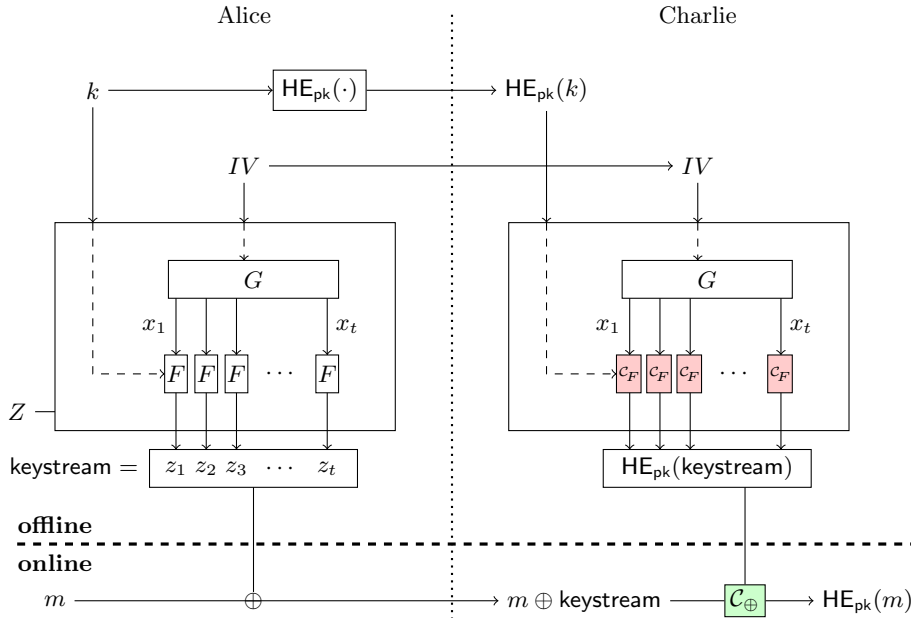 Alice Charlie
k HE_pk(·) HE_pk(k)
IV IV
G G
x_1 x_t x_1 x_t
F F F ··· F C_F C_F C_F ··· C_F
Z
keystream = z_1 z_2 z_3 ··· z_t HE_pk(keystream)
offline
online
m ⊕ m ⊕ keystream C_⊕ HE_pk(m)